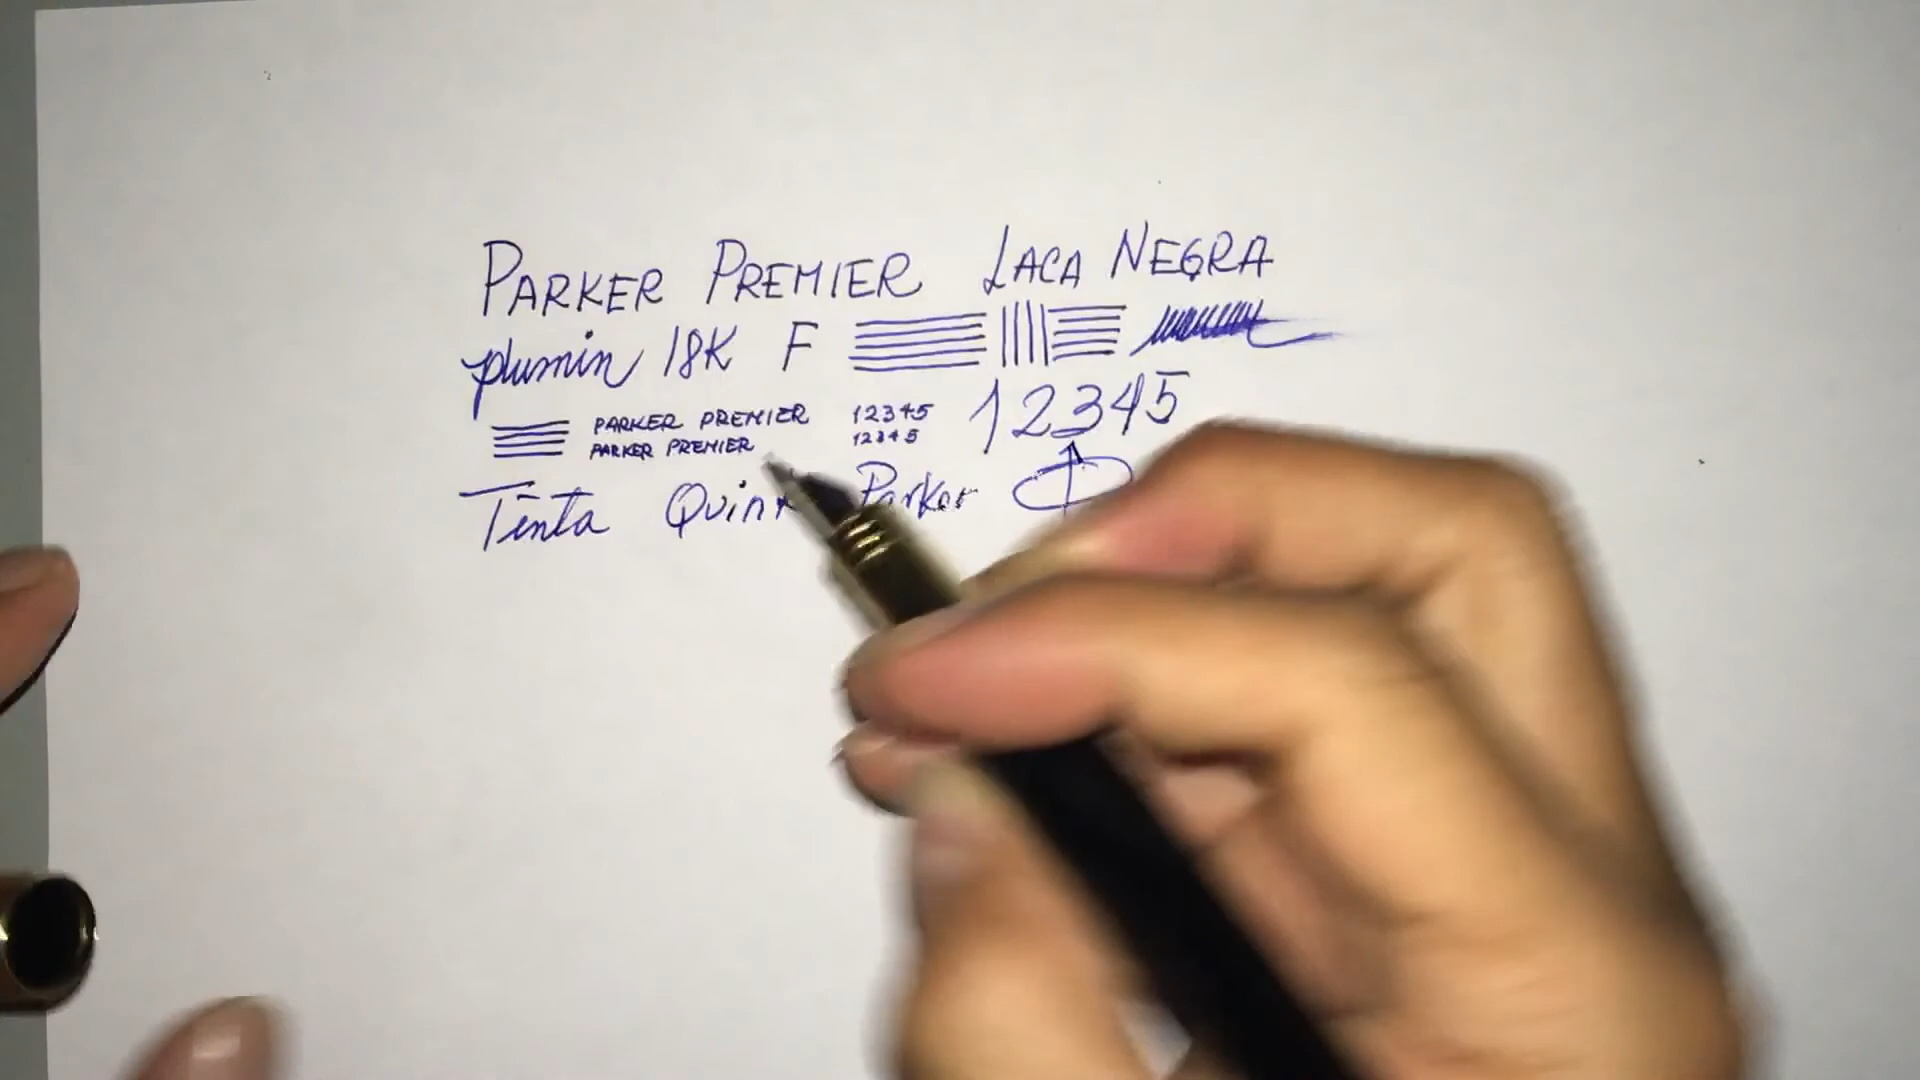 PARKER PREMIER LACA NEGRA
plumin 18K F
12345
PARKER PREMIER 12345
PARKER PREMIER 12345
Tinta Parker